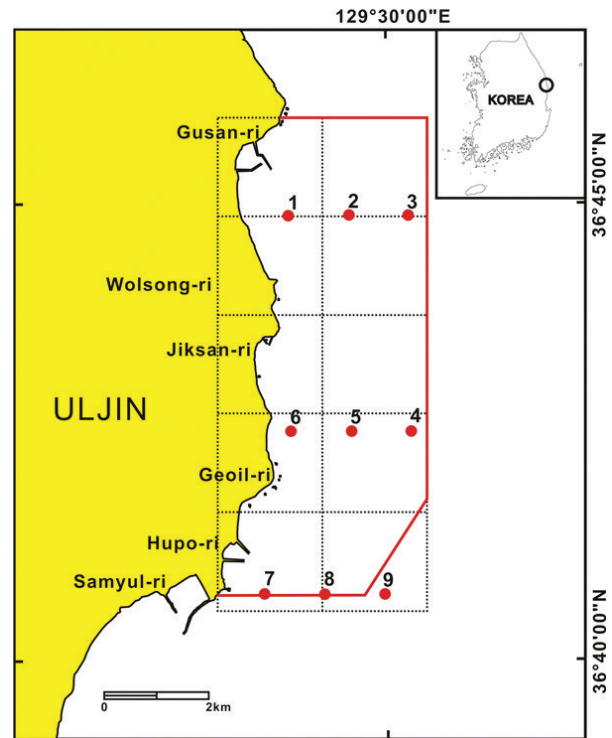 129°30'00"E
KOREA
Gusan-ri
36°45'00"N
1 2 3
Wolsong-ri
Jiksan-ri
ULJIN
6 5 4
Geoil-ri
Hupo-ri
Samyul-ri
7 8 9
36°40'00"N
0 2km